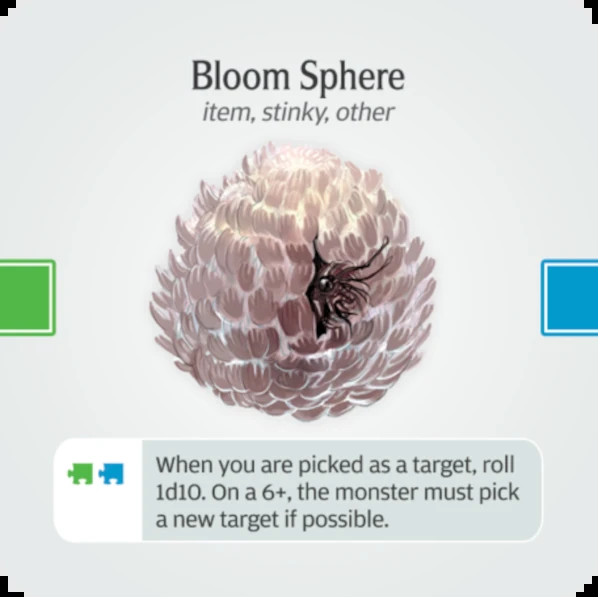 Bloom Sphere
item, stinky, other
When you are picked as a target, roll
1d10. On a 6+, the monster must pick
a new target if possible.